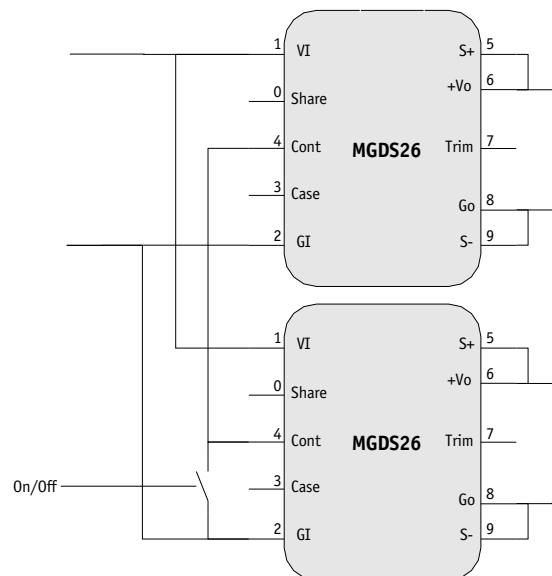 1 VI S+ 5
+Vo 6
0 Share
4 Cont MGDS26 Trim 7
3 Case
Go 8
2 GI S- 9
1 VI S+ 5
+Vo 6
0 Share
4 Cont MGDS26 Trim 7
On/Off 3 Case
Go 8
2 GI S- 9